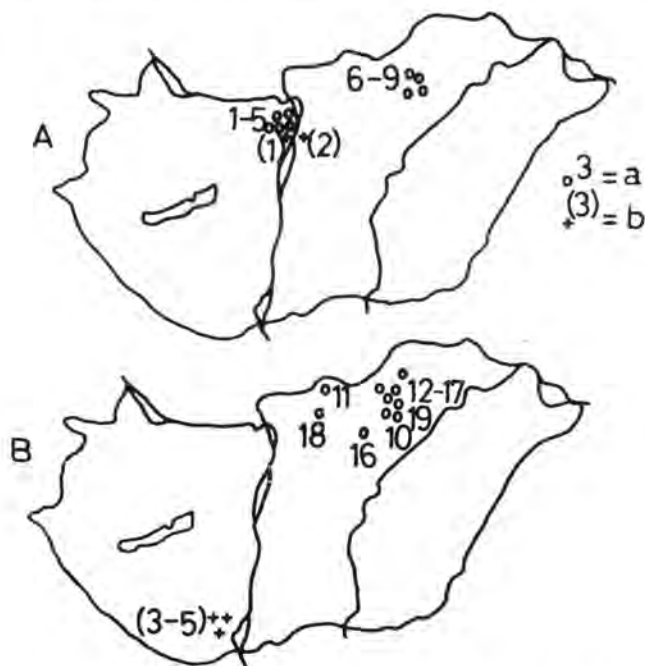 A
1-5
(1)
(2)
6-9
3 = a
(3) = b
B
11
18
16
12-17
19
10
(3-5)